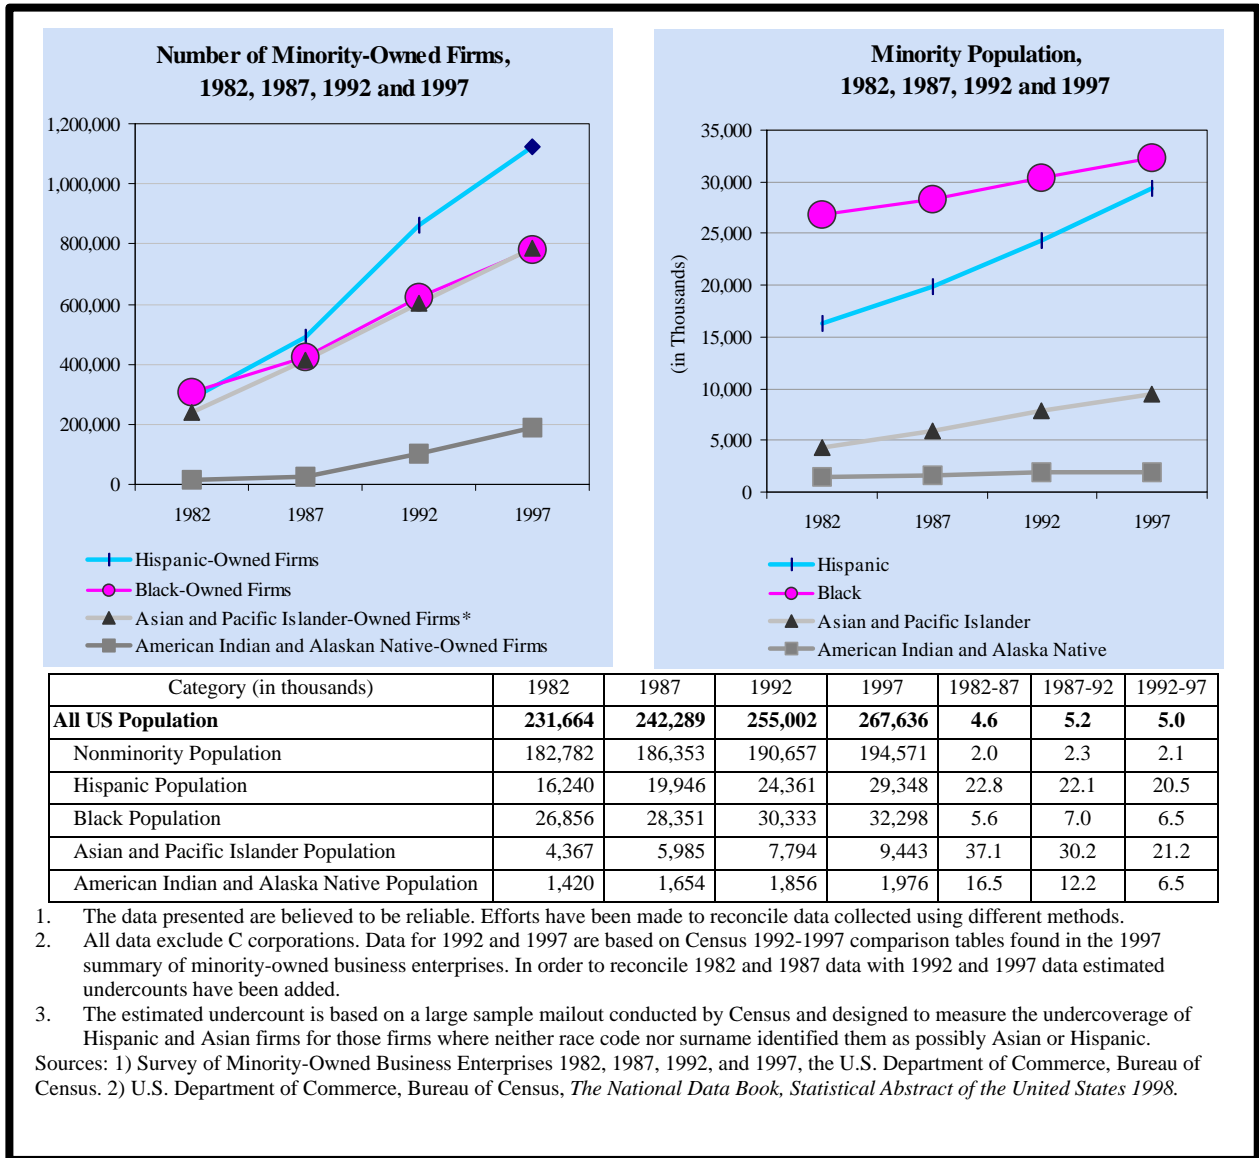 Number of Minority-Owned Firms,
1982, 1987, 1992 and 1997
1,200,000
1,000,000
800,000
600,000
400,000
200,000
0
1982 1987 1992 1997
Hispanic-Owned Firms
Black-Owned Firms
Asian and Pacific Islander-Owned Firms*
American Indian and Alaskan Native-Owned Firms
Minority Population,
1982, 1987, 1992 and 1997
(in Thousands)
35,000
30,000
25,000
20,000
15,000
10,000
5,000
0
1982 1987 1992 1997
Hispanic
Black
Asian and Pacific Islander
American Indian and Alaska Native
Category (in thousands) 1982 1987 1992 1997 1982-87 1987-92 1992-97
All US Population 231,664 242,289 255,002 267,636 4.6 5.2 5.0
Nonminority Population 182,782 186,353 190,657 194,571 2.0 2.3 2.1
Hispanic Population 16,240 19,946 24,361 29,348 22.8 22.1 20.5
Black Population 26,856 28,351 30,333 32,298 5.6 7.0 6.5
Asian and Pacific Islander Population 4,367 5,985 7,794 9,443 37.1 30.2 21.2
American Indian and Alaska Native Population 1,420 1,654 1,856 1,976 16.5 12.2 6.5
1. The data presented are believed to be reliable. Efforts have been made to reconcile data collected using different methods.
2. All data exclude C corporations. Data for 1992 and 1997 are based on Census 1992-1997 comparison tables found in the 1997
summary of minority-owned business enterprises. In order to reconcile 1982 and 1987 data with 1992 and 1997 data estimated
undercounts have been added.
3. The estimated undercount is based on a large sample mailout conducted by Census and designed to measure the undercoverage of
Hispanic and Asian firms for those firms where neither race code nor surname identified them as possibly Asian or Hispanic.
Sources: 1) Survey of Minority-Owned Business Enterprises 1982, 1987, 1992, and 1997, the U.S. Department of Commerce, Bureau of
Census. 2) U.S. Department of Commerce, Bureau of Census, The National Data Book, Statistical Abstract of the United States 1998.